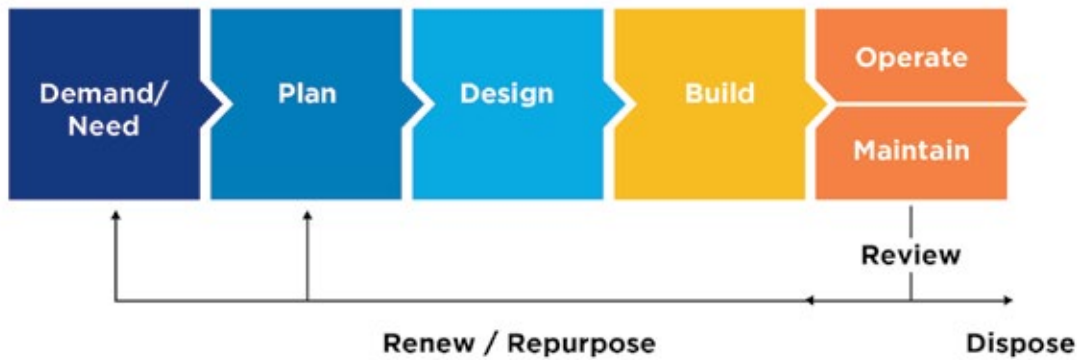 Demand/
Need
Plan
Design
Build
Operate
Maintain
Review
Renew / Repurpose
Dispose